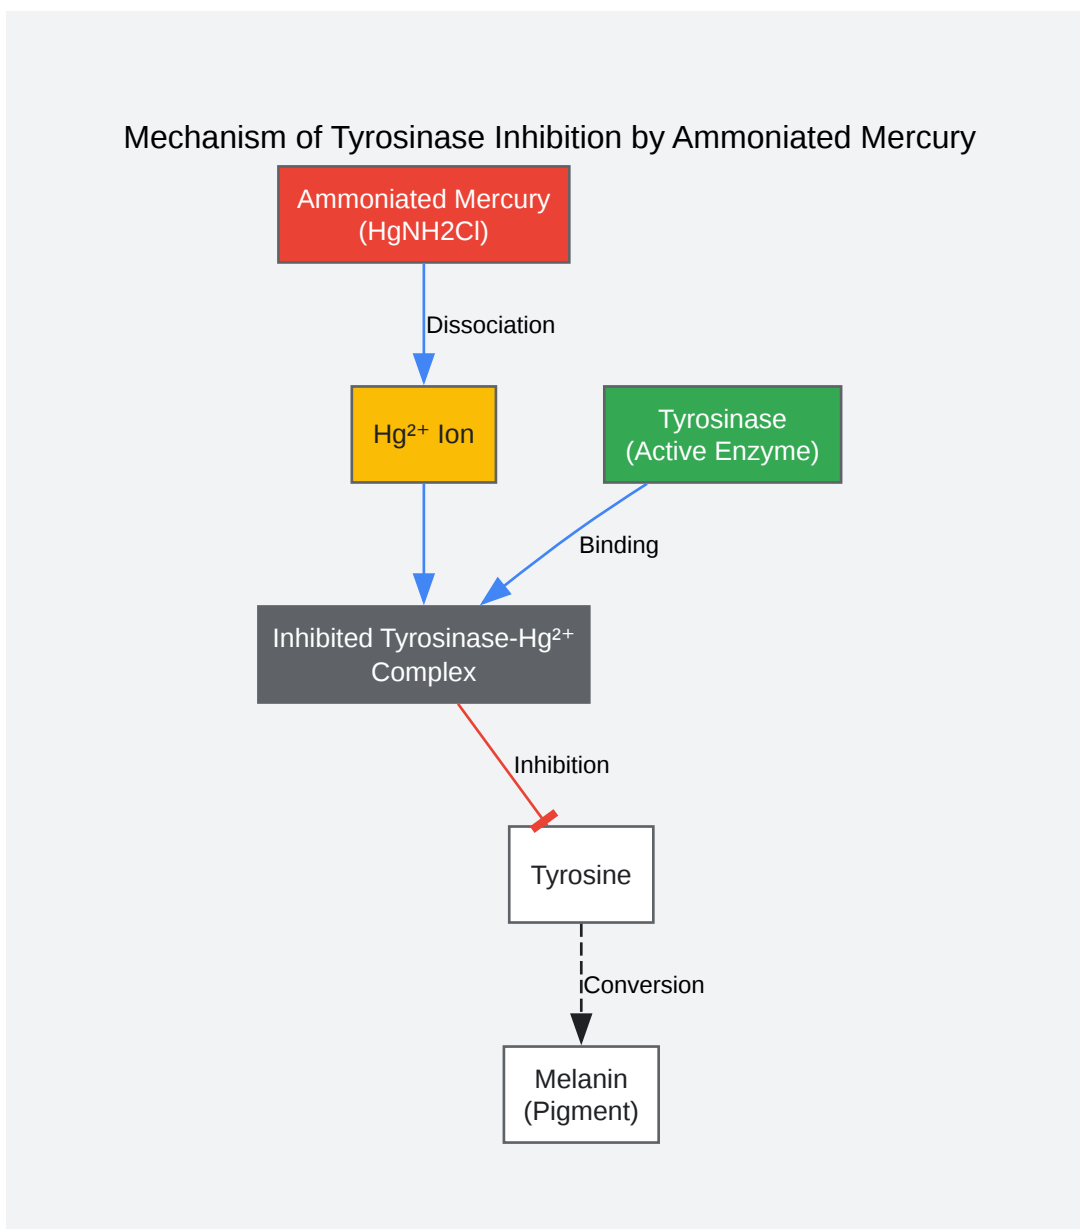 Mechanism of Tyrosinase Inhibition by Ammoniated Mercury
Ammoniated Mercury
(HgNH2Cl)
Dissociation
Hg²⁺ Ion
Tyrosinase
(Active Enzyme)
Binding
Inhibited Tyrosinase-Hg²⁺
Complex
Inhibition
Tyrosine
Conversion
Melanin
(Pigment)